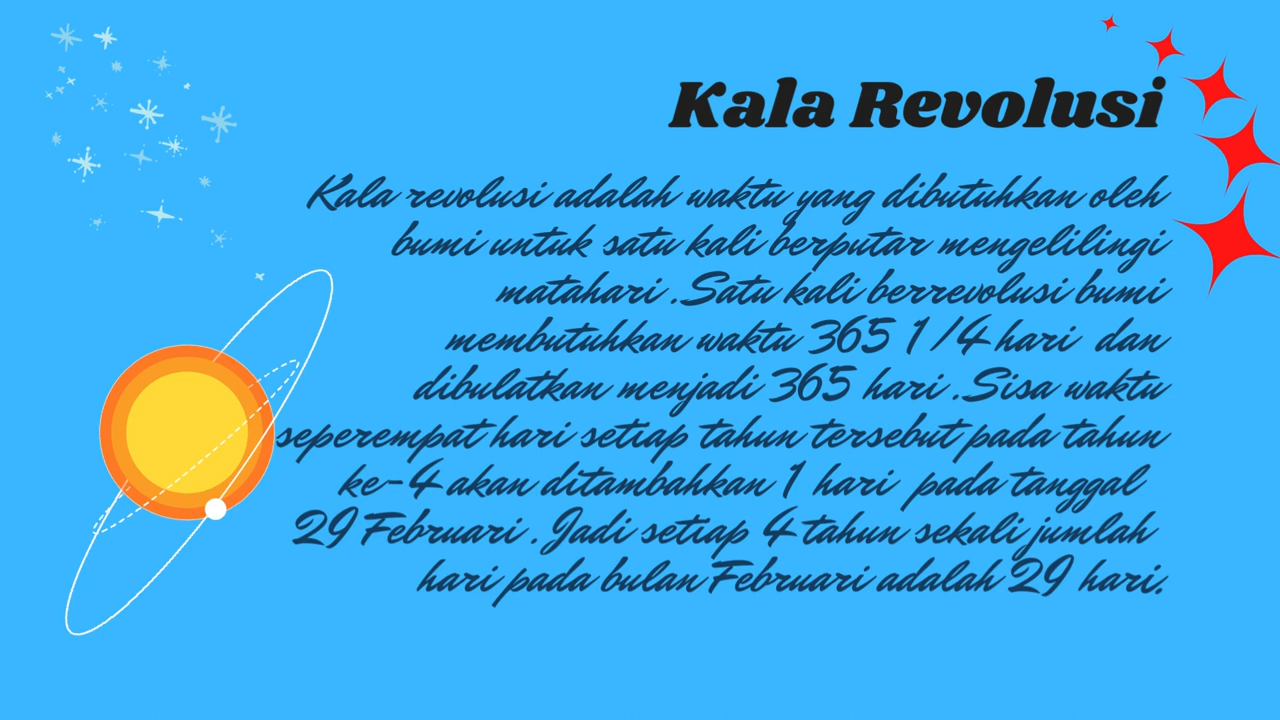 Kala Revolusi
Kala revolusi adalah waktu yang dibutuhkan oleh
bumi untuk satu kali berputar mengelilingi
matahari .Satu kali berrevolusi bumi
membutuhkan waktu 365 1/4 hari dan
dibulatkan menjadi 365 hari .Sisa waktu
seperempat hari setiap tahun tersebut pada tahun
ke-4 akan ditambahkan 1 hari pada tanggal
29 Februari .Jadi setiap 4 tahun sekali jumlah
hari pada bulan Februari adalah 29 hari.